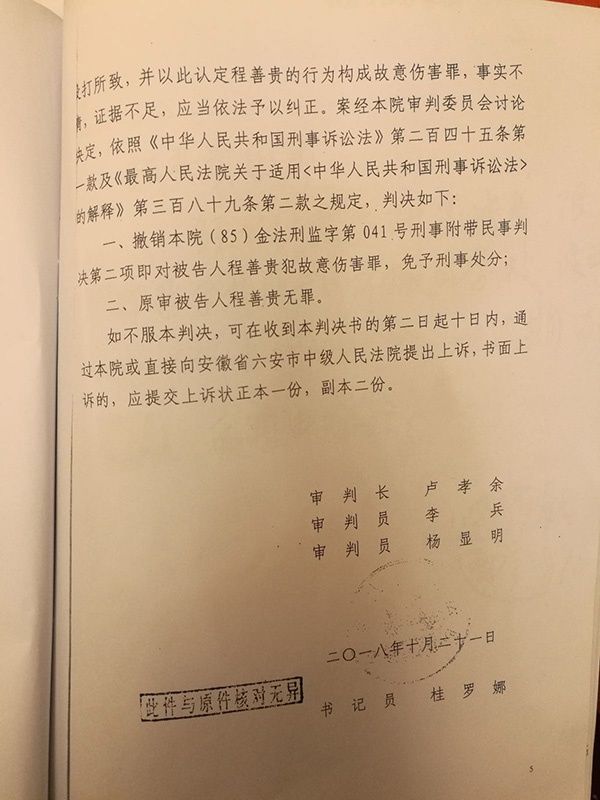 打所致，并以此认定程善贵的行为构成故意伤害罪，事实不
，证据不足，应当依法予以纠正。案经本院审判委员会讨论
决定，依照《中华人民共和国刑事诉讼法》第二百四十五条第
一款及《最高人民法院关于适用<中华人民共和国刑事诉讼法>
的解释》第三百八十九条第二款之规定，判决如下：
一、撤销本院（85）金法刑监字第 041 号刑事附带民事判
决第二项即对被告人程善贵犯故意伤害罪，免予刑事处分；
二、原审被告人程善贵无罪。
如不服本判决，可在收到本判决书的第二日起十日内，通
过本院或直接向安徽省六安市中级人民法院提出上诉，书面上
诉的，应提交上诉状正本一份，副本二份。
审 判 长 卢 孝 余
审 判 员 李 兵
审 判 员 杨 显 明
二〇一八年十月二十一日
此件与原件核对无异
书 记 员 桂 罗 娜
5